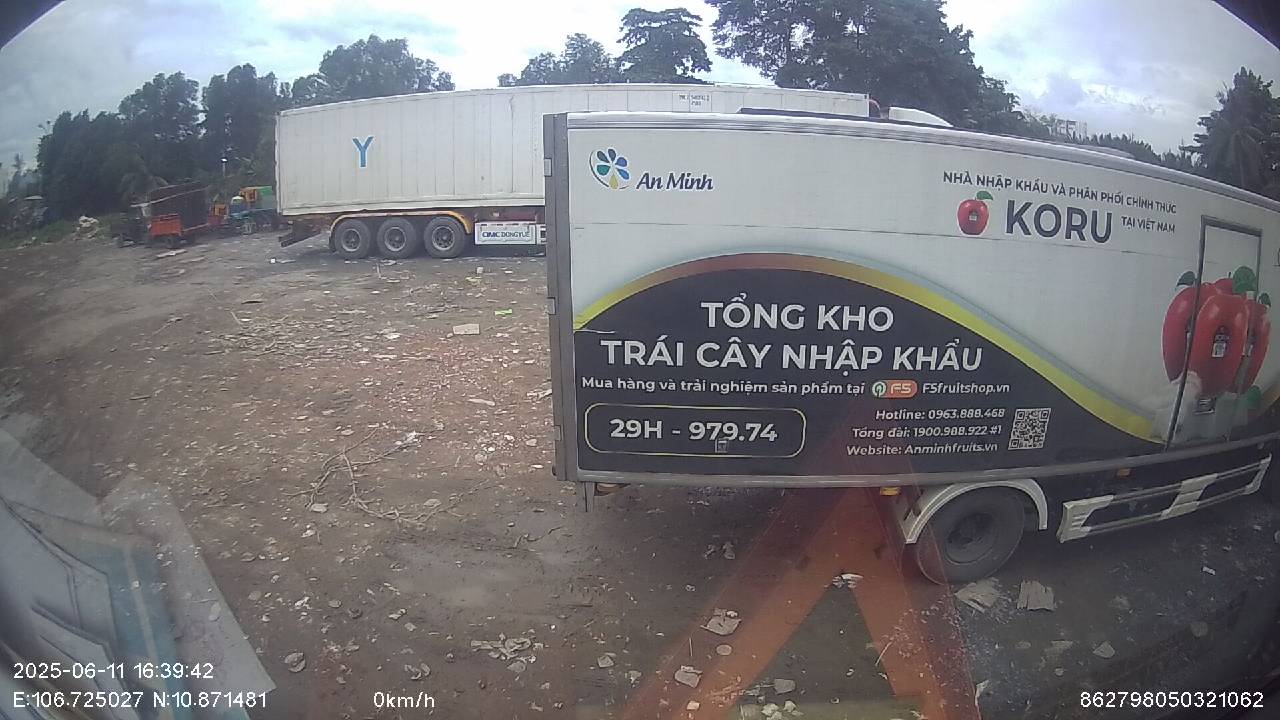 Y
An Minh
NHÀ NHẬP KHẨU VÀ PHÂN PHỐI CHÍNH THỨC
KORU TẠI VIỆT NAM
CIMC DONGYUE
TỔNG KHO
TRÁI CÂY NHẬP KHẨU
Mua hàng và trải nghiệm sản phẩm tại F5 F5fruitshop.vn
29H - 979.74
Hotline: 0963.888.468
Tổng đài: 1900.988.922 #1
Website: Anminhfruits.vn
2025-06-11 16:39:42
E:106.725027 N:10.871481
0km/h
862798050321062